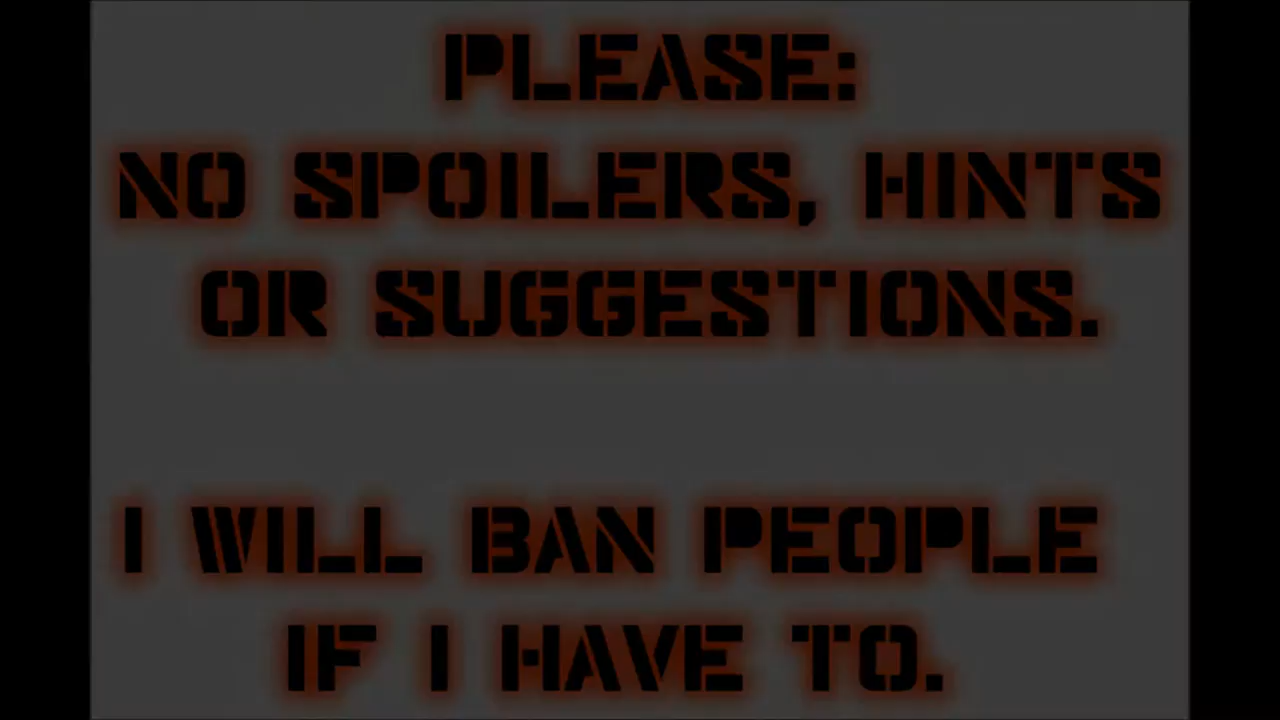 PLEASE:
NO SPOILERS, HINTS
OR SUGGESTIONS.
I WILL BAN PEOPLE
IF I HAVE TO.